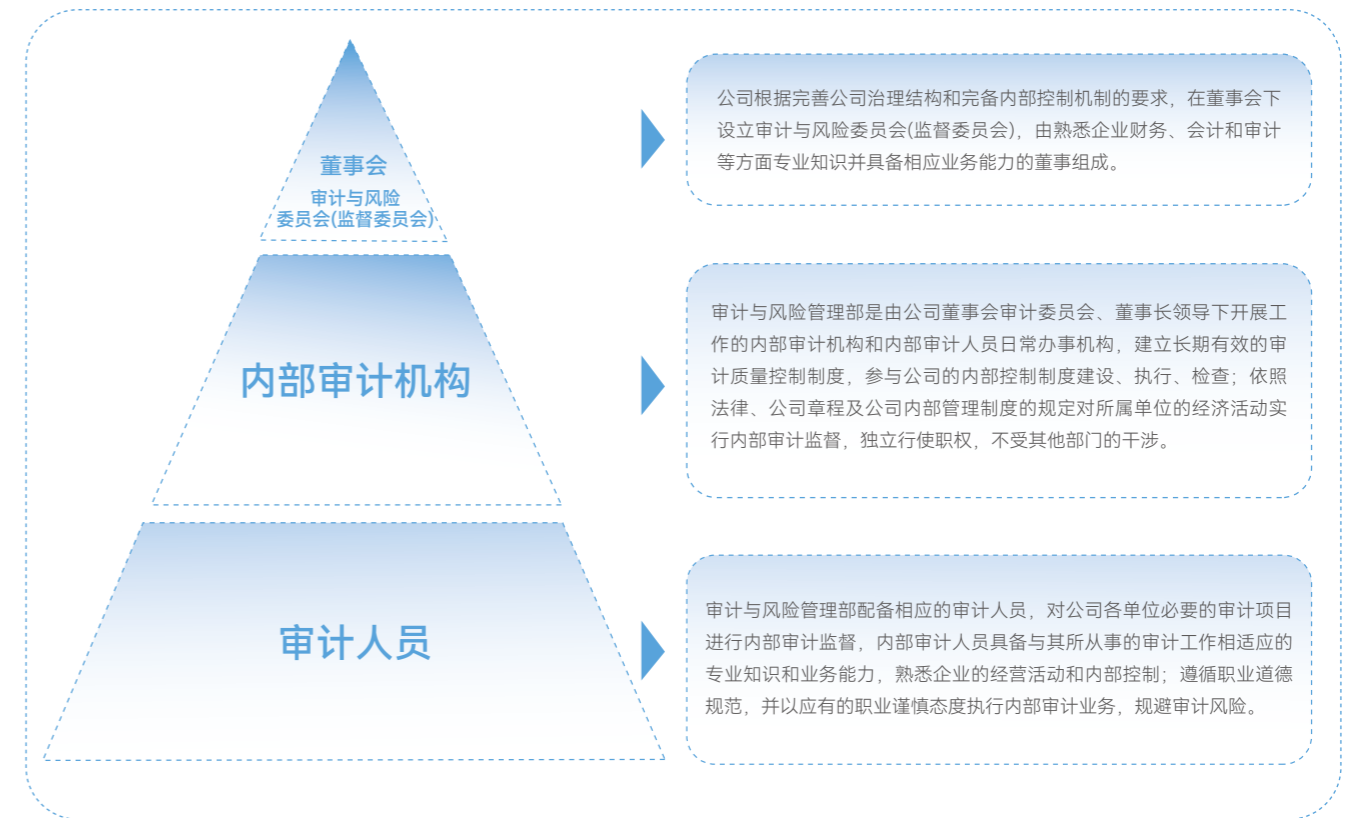 董事会
审计与风险
委员会(监督委员会)
公司根据完善公司治理结构和完备内部控制机制的要求，在董事会下
设立审计与风险委员会(监督委员会)，由熟悉企业财务、会计和审计
等方面专业知识并具备相应业务能力的董事组成。
内部审计机构
审计与风险管理部是由公司董事会审计委员会、董事长领导下开展工
作的内部审计机构和内部审计人员日常办事机构，建立长期有效的审
计质量控制制度，参与公司的内部控制制度建设、执行、检查；依照
法律、公司章程及公司内部管理制度的规定对所属单位的经济活动实
行内部审计监督，独立行使职权，不受其他部门的干涉。
审计人员
审计与风险管理部配备相应的审计人员，对公司各单位必要的审计项目
进行内部审计监督，内部审计人员具备与其所从事的审计工作相适应的
专业知识和业务能力，熟悉企业的经营活动和内部控制；遵循职业道德
规范，并以应有的职业谨慎态度执行内部审计业务，规避审计风险。